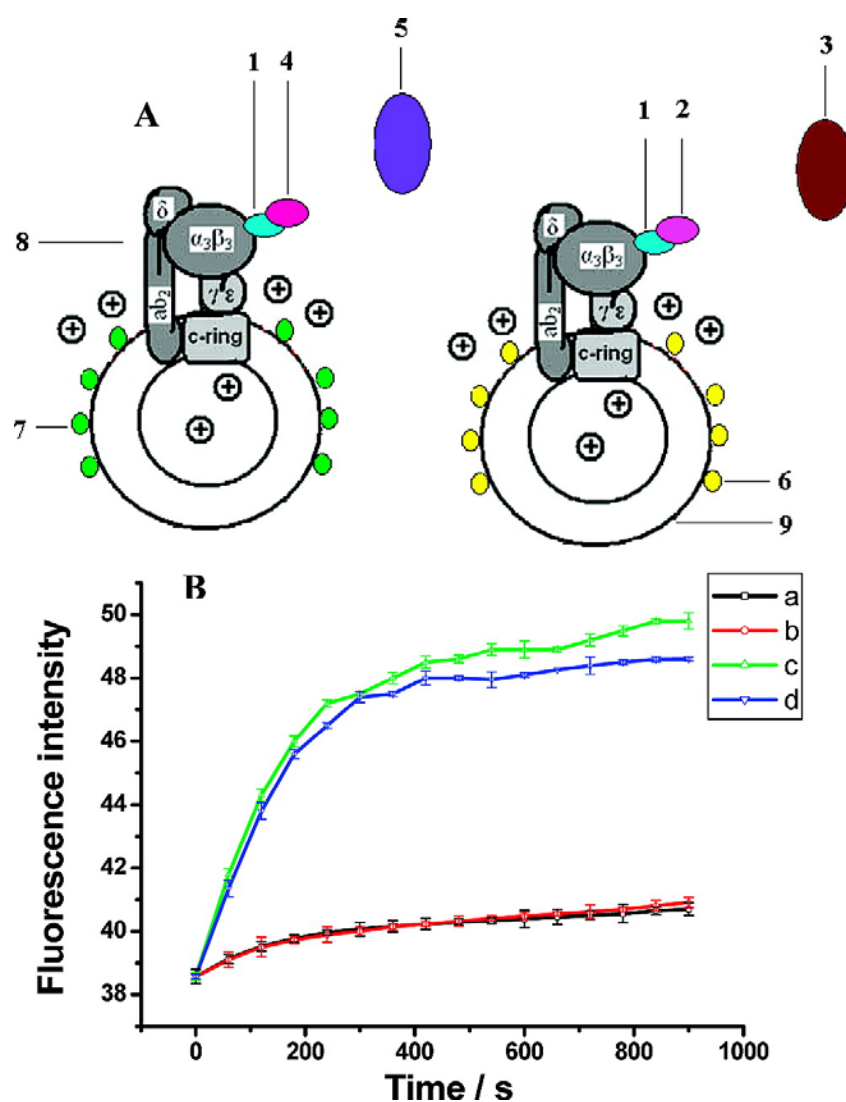 5
3
1 4
1 2
A
δ
α₃β₃
8
ab₂
γ ε
c-ring
7
δ
α₃β₃
ab₂
γ ε
c-ring
6
9
B
a
b
c
d
50
48
46
44
42
40
38
Fluorescence intensity
0 200 400 600 800 1000
Time / s